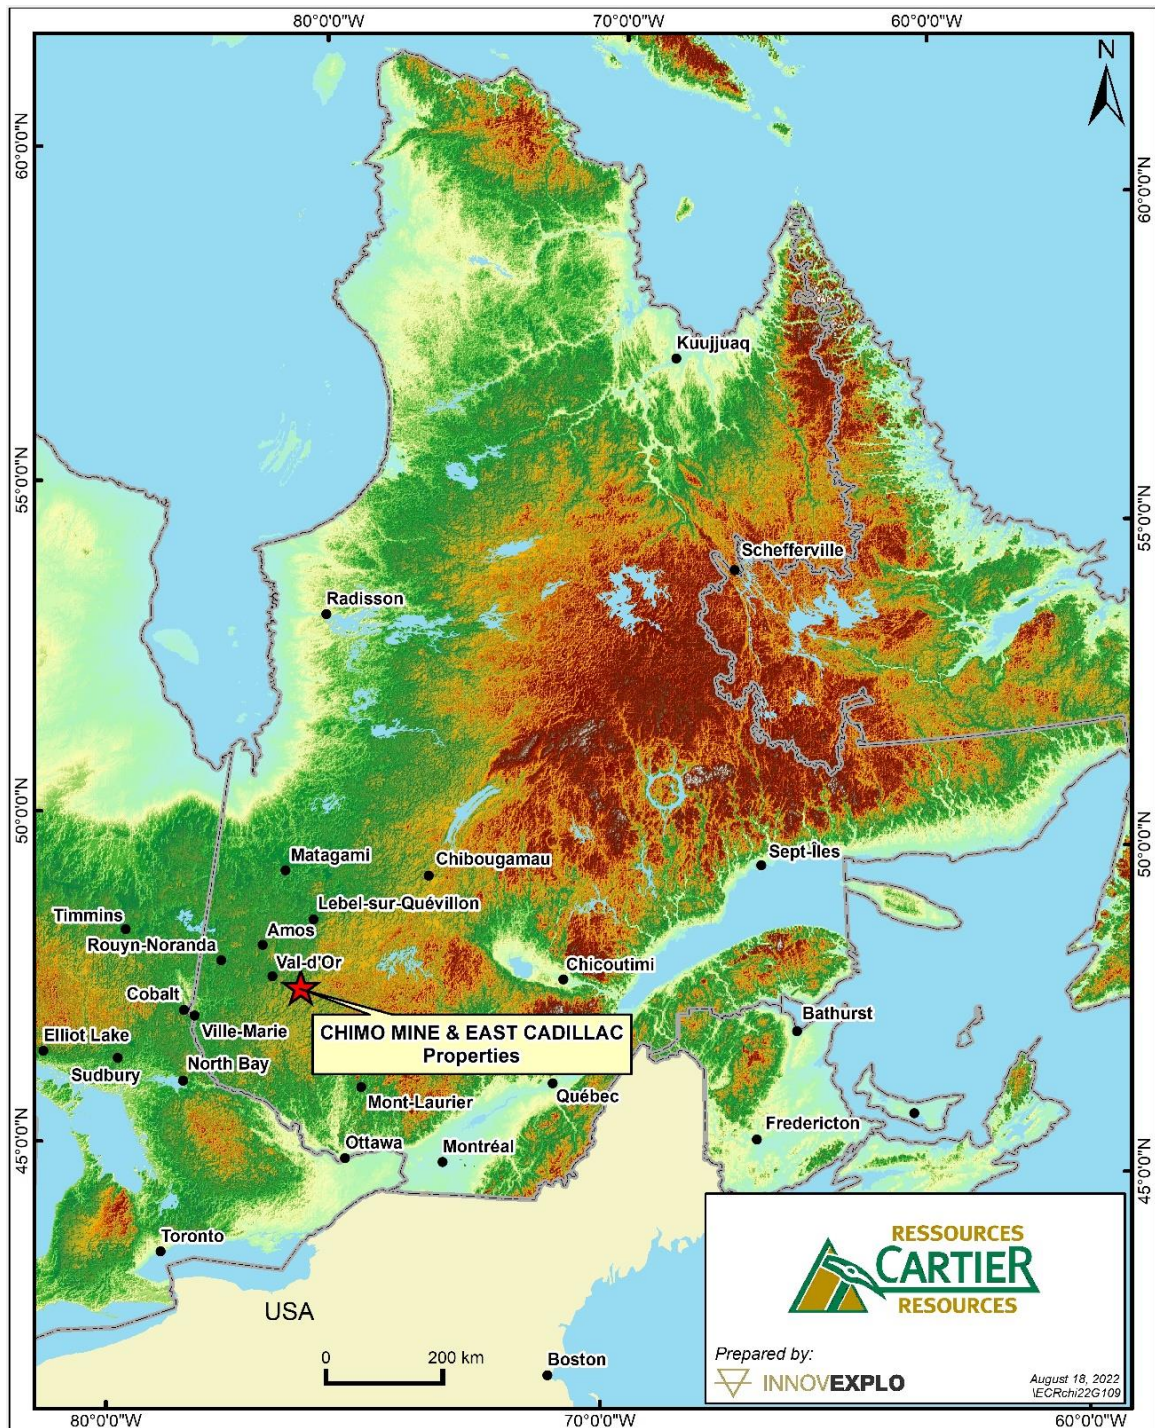 80°0'0"W
70°0'0"W
60°0'0"W
N
60°0'0"N
60°0'0"N
Kuujjuaq
55°0'0"N
55°0'0"N
Schefferville
Radisson
50°0'0"N
50°0'0"N
Matagami
Chibougamau
Sept-Îles
Lebel-sur-Quévillon
Timmins
Amos
Rouyn-Noranda
Val-d'Or
Chicoutimi
Cobalt
Ville-Marie
CHIMO MINE & EAST CADILLAC
Properties
Bathurst
Elliot Lake
Sudbury
North Bay
Mont-Laurier
Québec
Fredericton
Ottawa
Montréal
45°0'0"N
45°0'0"N
Toronto
USA
0
200 km
Boston
RESSOURCES
CARTIER
RESOURCES
Prepared by:
INNOVEXPLO
August 18, 2022
\ECRchi22G109
80°0'0"W
70°0'0"W
60°0'0"W